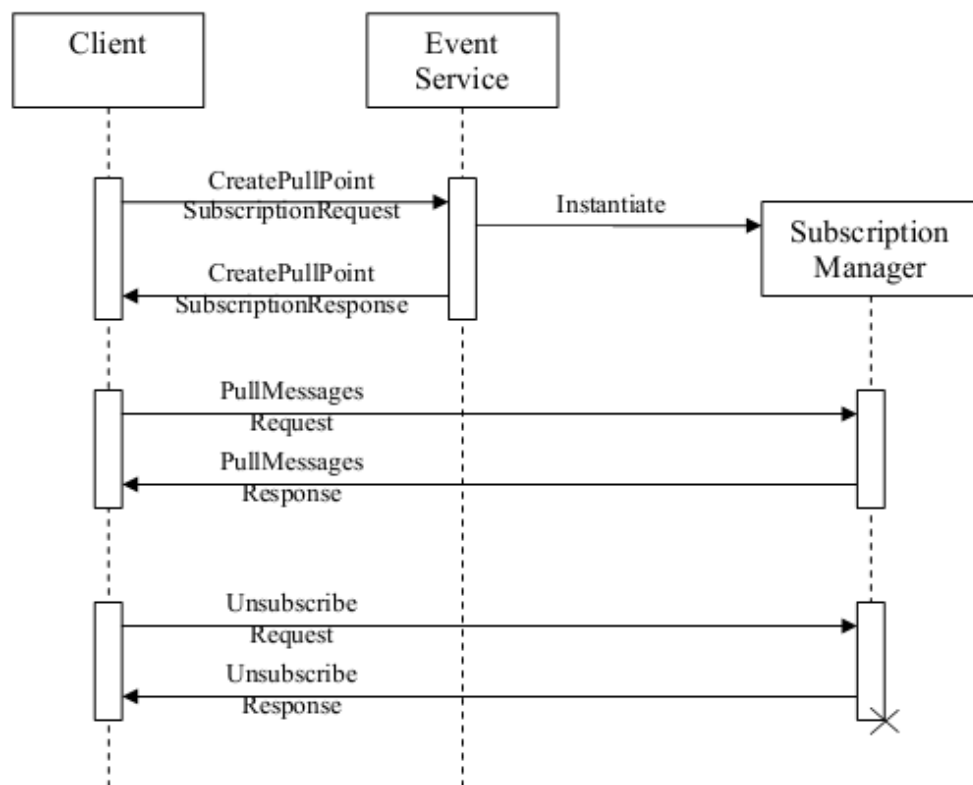 Client
Event
Service
CreatePullPoint
SubscriptionRequest
Instantiate
Subscription
Manager
CreatePullPoint
SubscriptionResponse
PullMessages
Request
PullMessages
Response
Unsubscribe
Request
Unsubscribe
Response